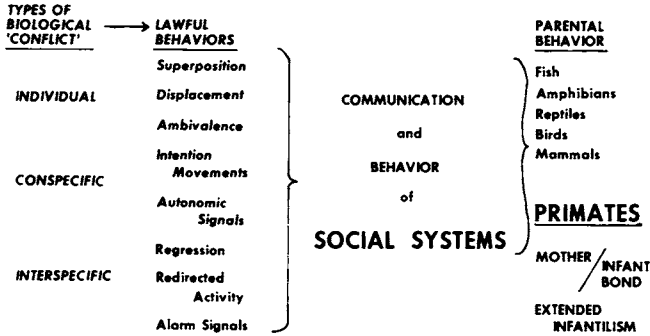 TYPES OF
BIOLOGICAL
'CONFLICT'
INDIVIDUAL
CONSPECIFIC
INTERSPECIFIC
LAWFUL
BEHAVIORS
Superposition
Displacement
Ambivalence
Intention
Movements
Autonomic
Signals
Regression
Redirected
Activity
Alarm Signals
COMMUNICATION
and
BEHAVIOR
of
SOCIAL SYSTEMS
PARENTAL
BEHAVIOR
Fish
Amphibians
Reptiles
Birds
Mammals
PRIMATES
MOTHER
INFANT
BOND
EXTENDED
INFANTILISM